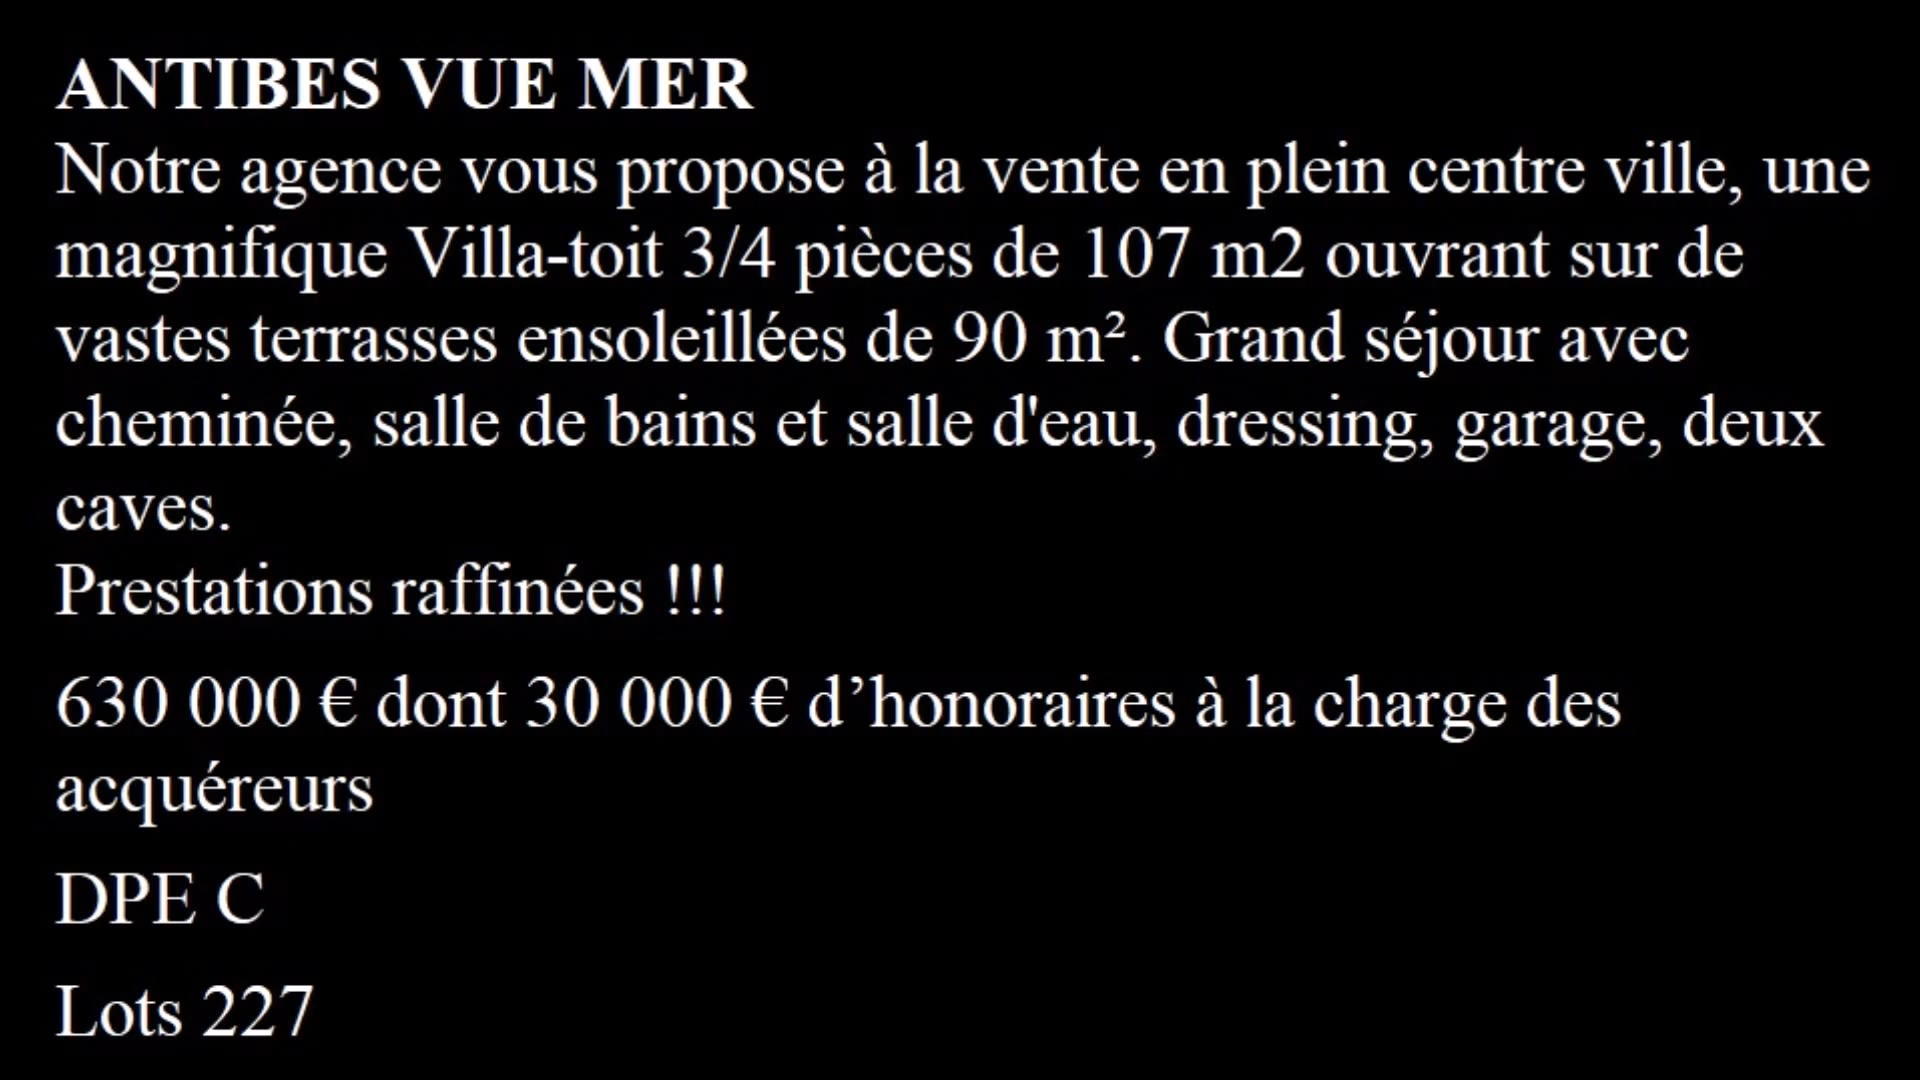 ANTIBES VUE MER
Notre agence vous propose à la vente en plein centre ville, une
magnifique Villa-toit 3/4 pièces de 107 m2 ouvrant sur de
vastes terrasses ensoleillées de 90 m². Grand séjour avec
cheminée, salle de bains et salle d'eau, dressing, garage, deux
caves.
Prestations raffinées !!!
630 000 € dont 30 000 € d’honoraires à la charge des
acquéreurs
DPE C
Lots 227